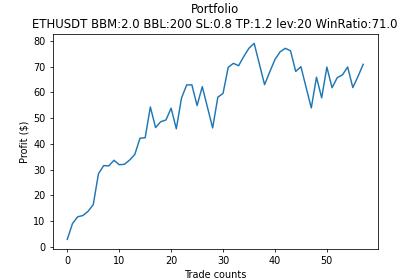 Portfolio
ETHUSDT BBM:2.0 BBL:200 SL:0.8 TP:1.2 lev:20 WinRatio:71.0
80
70
60
50
40
30
20
10
0
Profit ($)
0 10 20 30 40 50
Trade counts